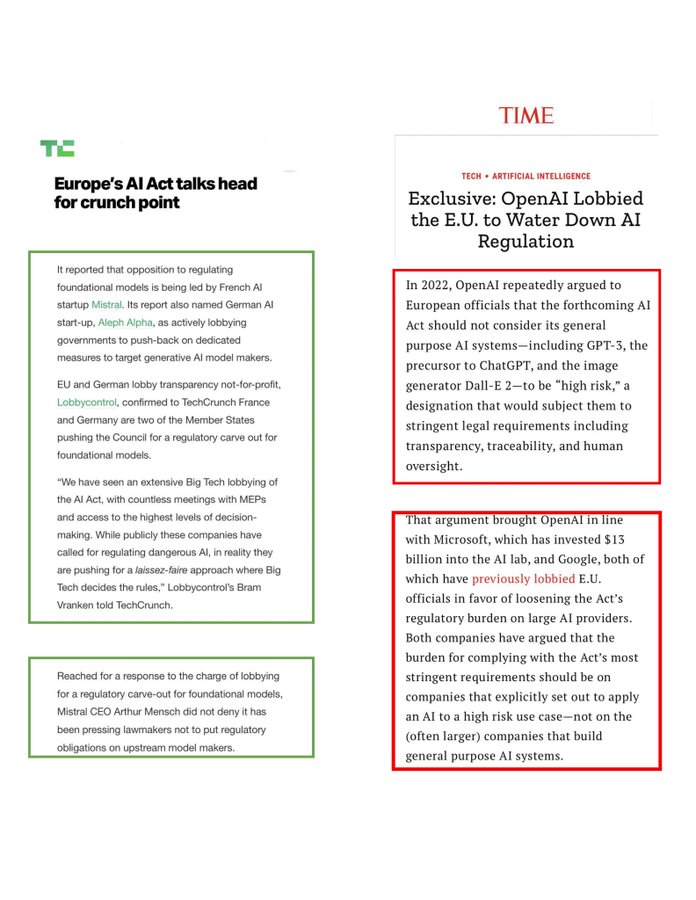 TC
Europe's AI Act talks head
for crunch point
It reported that opposition to regulating
foundational models is being led by French AI
startup Mistral. Its report also named German AI
start-up, Aleph Alpha, as actively lobbying
governments to push-back on dedicated
measures to target generative AI model makers.
EU and German lobby transparency not-for-profit,
Lobbycontrol, confirmed to TechCrunch France
and Germany are two of the Member States
pushing the Council for a regulatory carve out for
foundational models.
“We have seen an extensive Big Tech lobbying of
the AI Act, with countless meetings with MEPs
and access to the highest levels of decision-
making. While publicly these companies have
called for regulating dangerous AI, in reality they
are pushing for a laissez-faire approach where Big
Tech decides the rules,” Lobbycontrol's Bram
Vranken told TechCrunch.
Reached for a response to the charge of lobbying
for a regulatory carve-out for foundational models,
Mistral CEO Arthur Mensch did not deny it has
been pressing lawmakers not to put regulatory
obligations on upstream model makers.
TIME
TECH • ARTIFICIAL INTELLIGENCE
Exclusive: OpenAI Lobbied
the E.U. to Water Down AI
Regulation
In 2022, OpenAI repeatedly argued to
European officials that the forthcoming AI
Act should not consider its general
purpose AI systems—including GPT-3, the
precursor to ChatGPT, and the image
generator Dall-E 2—to be “high risk,” a
designation that would subject them to
stringent legal requirements including
transparency, traceability, and human
oversight.
That argument brought OpenAI in line
with Microsoft, which has invested $13
billion into the AI lab, and Google, both of
which have previously lobbied E.U.
officials in favor of loosening the Act's
regulatory burden on large AI providers.
Both companies have argued that the
burden for complying with the Act's most
stringent requirements should be on
companies that explicitly set out to apply
an AI to a high risk use case—not on the
(often larger) companies that build
general purpose AI systems.